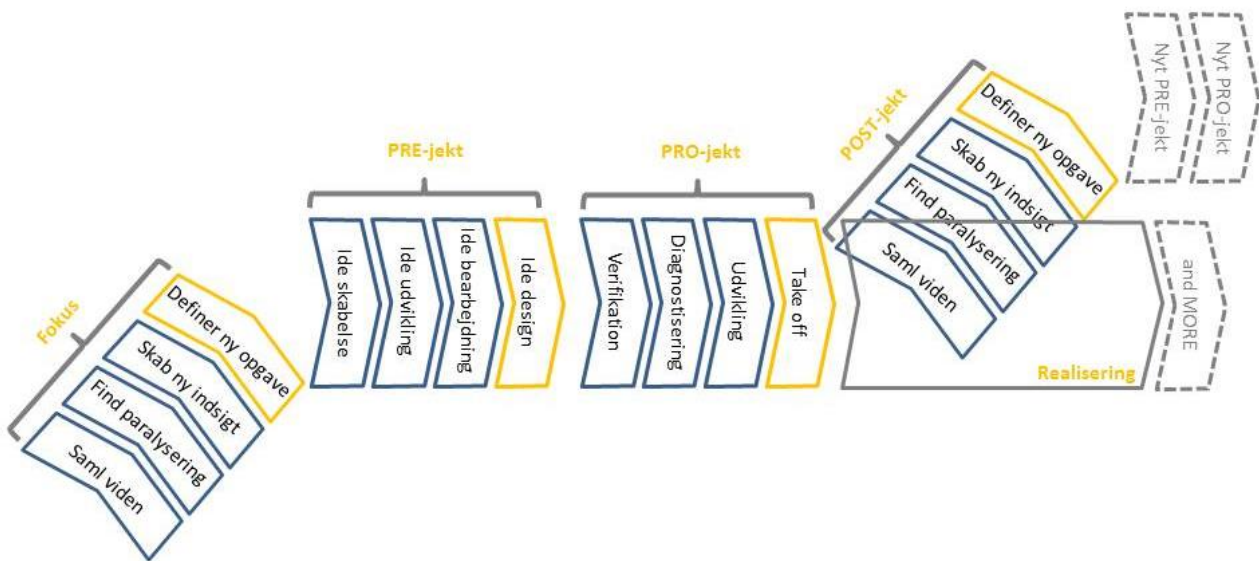 Fokus
Saml viden
Find paralysering
Skab ny indsigt
Definer ny opgave
PRE-jekt
Ide skabelse
Ide udvikling
Ide bearbejdning
Ide design
PRO-jekt
Verifikation
Diagnostisering
Udvikling
Take off
POST-jekt
Saml viden
Find paralysering
Skab ny indsigt
Definer ny opgave
Realisering
Nyt PRE-jekt
Nyt PRO-jekt
and MORE